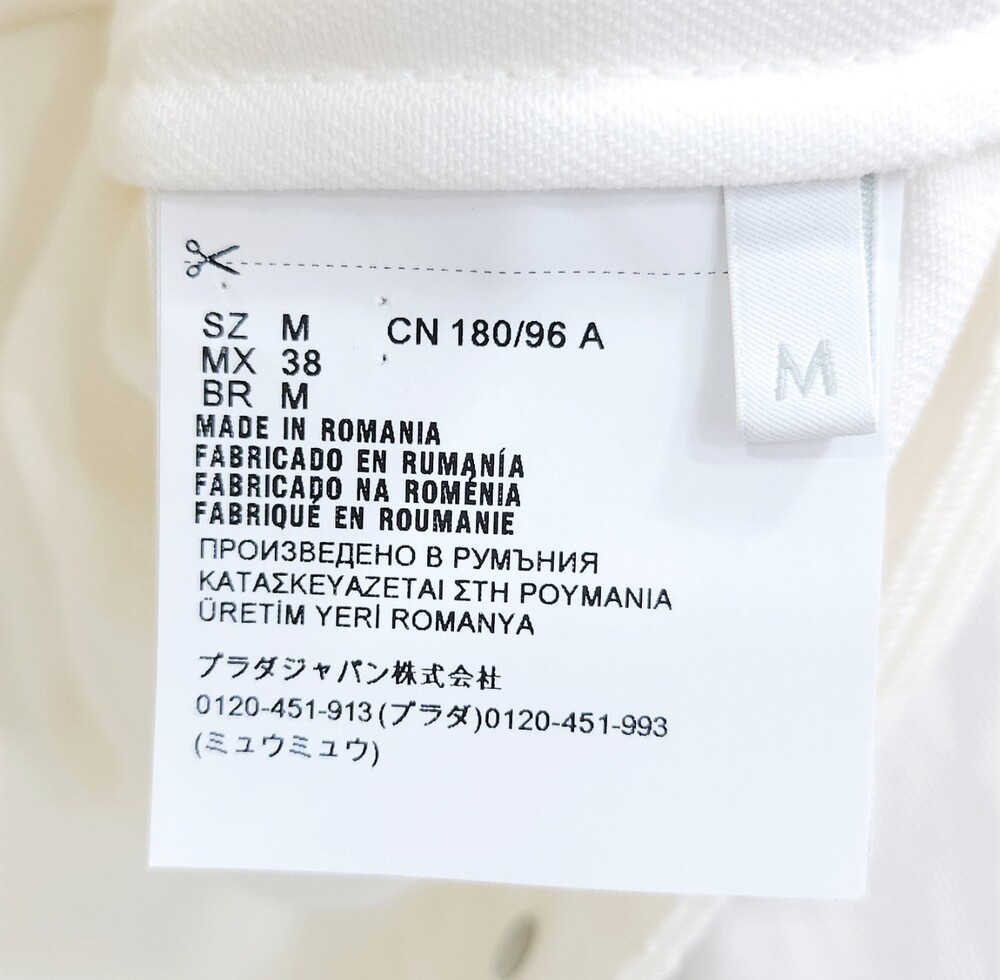 SZ M CN 180/96 A
MX 38
BR M
MADE IN ROMANIA
FABRICADO EN RUMANÍA
FABRICADO NA ROMÉNIA
FABRIQUÉ EN ROUMANIE
ПРОИЗВЕДЕНО В РУМЪНИЯ
ΚΑΤΑΣΚΕΥΑΖΕΤΑΙ ΣΤΗ ΡΟΥΜΑΝΙΑ
ÜRETİM YERİ ROMANYA
プラダジャパン株式会社
0120-451-913(プラダ)0120-451-993
(ミュウミュウ)
M